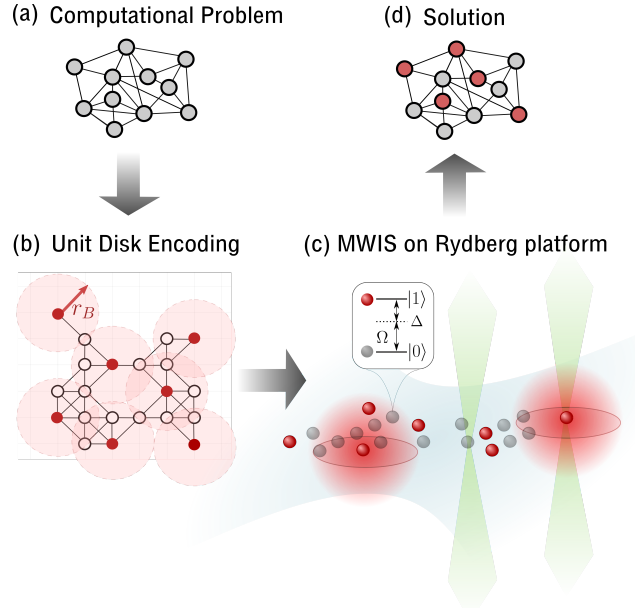 (a) Computational Problem
(d) Solution
(b) Unit Disk Encoding
(c) MWIS on Rydberg platform
r_B
|1⟩
Δ
Ω
|0⟩